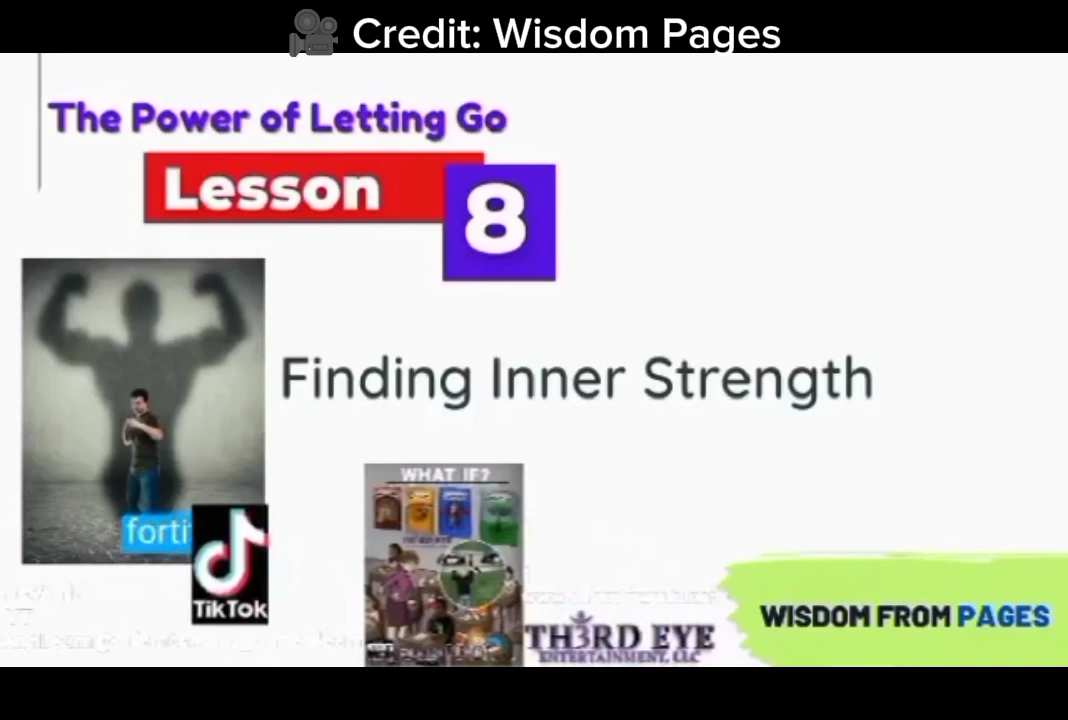 Credit: Wisdom Pages
The Power of Letting Go
Lesson
8
Finding Inner Strength
forti
TikTok
WHAT IF?
TH3RD EYE
ENTERTAINMENT, LLC
WISDOM FROM PAGES